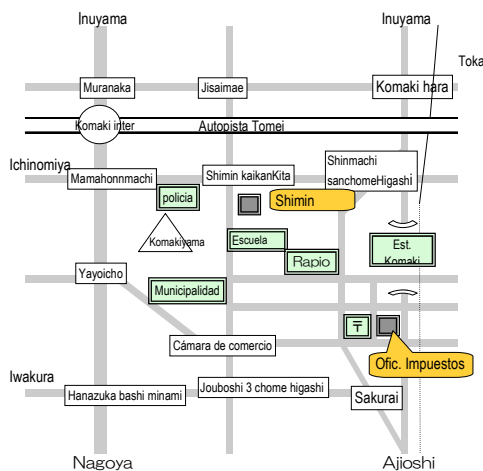 Inuyama
Inuyama
Toka
Muranaka
Jisaimae
Komaki hara
Komaki inter
Autopista Tomei
Ichinomiya
Mamahonnmachi
Shimin kaikanKita
Shinmachi
sanchomeHigashi
policia
Shimin
Komakiyama
Escuela
Rapio
Est.
Komaki
Yayoicho
Municipalidad
〒
Cámara de comercio
Ofic. Impuestos
Iwakura
Hanazuka bashi minami
Jouboshi 3 chome higashi
Sakurai
Nagoya
Ajioshi